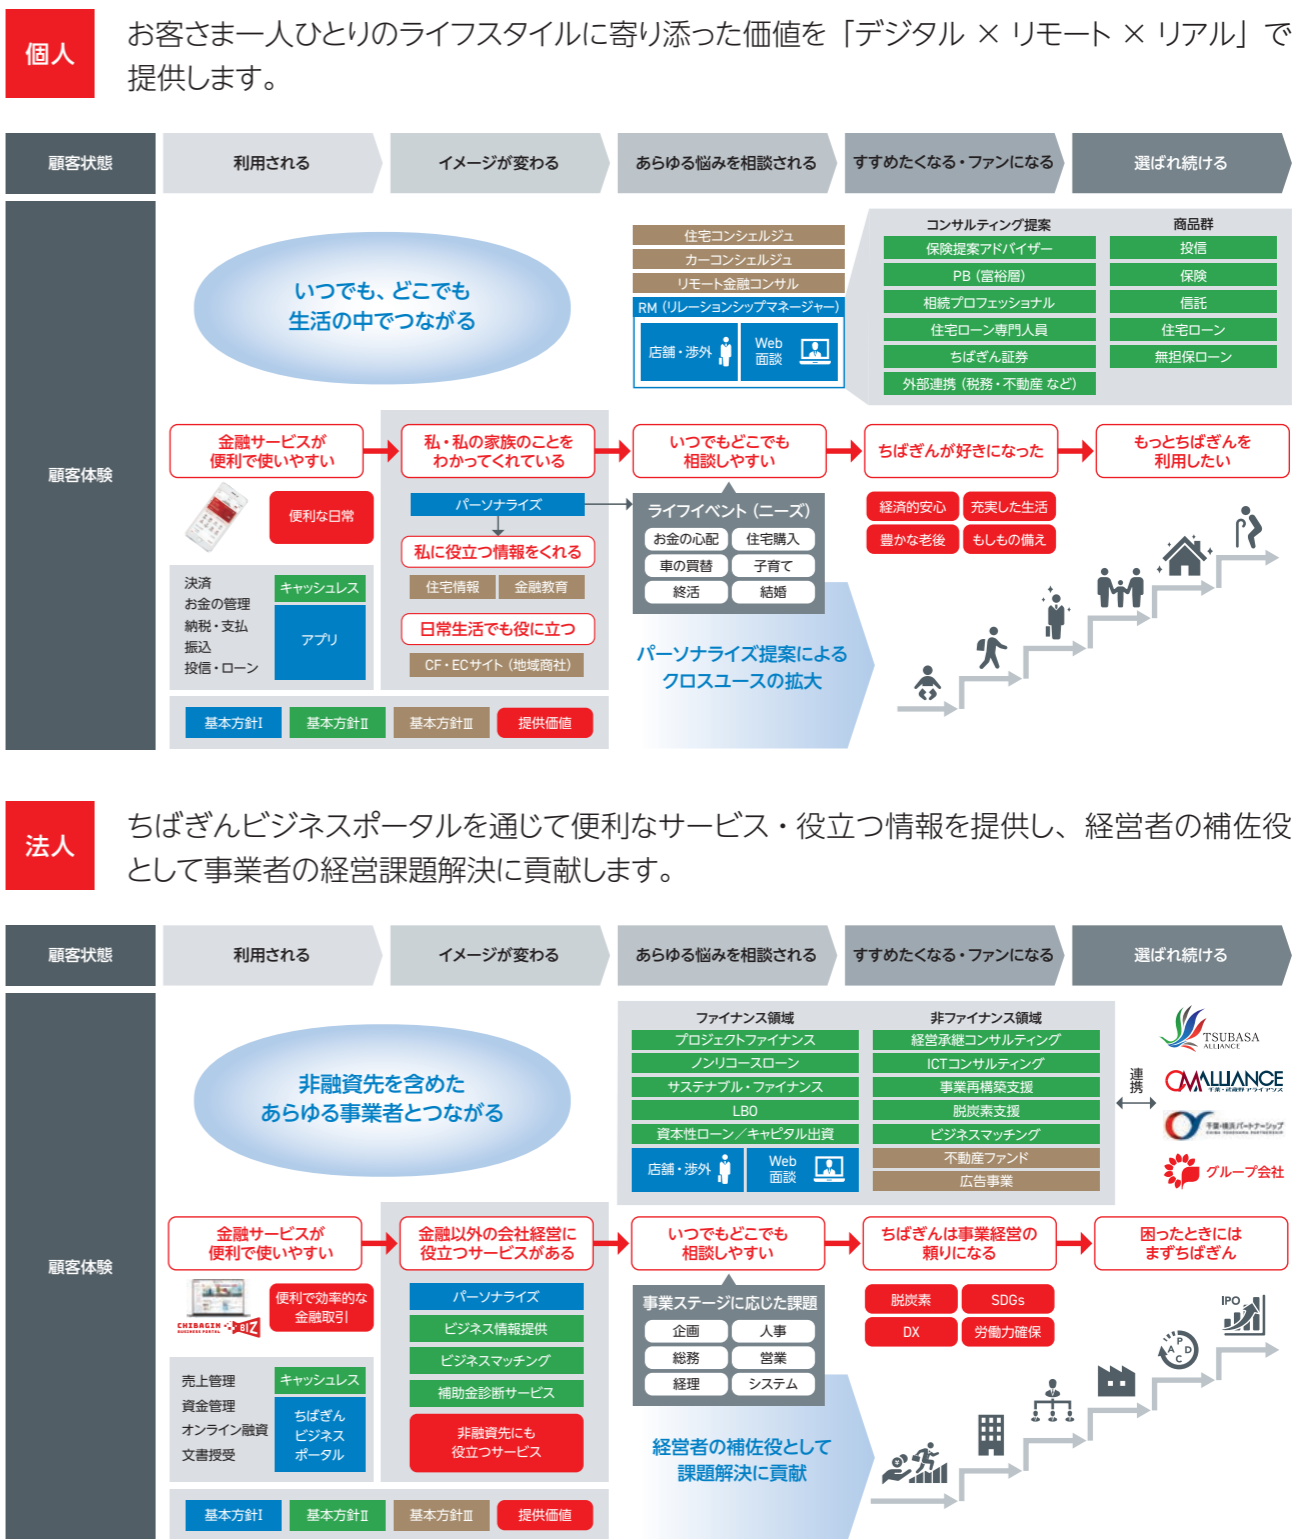 個人
お客さま一人ひとりのライフスタイルに寄り添った価値を「デジタル × リモート × リアル」で
提供します。
顧客状態
利用される
イメージが変わる
あらゆる悩みを相談される
すすめたくなる・ファンになる
選ばれ続ける
顧客体験
いつでも、どこでも
生活の中でつながる
住宅コンシェルジュ
カーコンシェルジュ
リモート金融コンサル
RM（リレーションシップマネージャー）
店舗・渉外
Web
面談
コンサルティング提案
保険提案アドバイザー
PB（富裕層）
相続プロフェッショナル
住宅ローン専門人員
ちばぎん証券
外部連携（税務・不動産 など）
商品群
投信
保険
信託
住宅ローン
無担保ローン
金融サービスが
便利で使いやすい
私・私の家族のことを
わかってくれている
いつでもどこでも
相談しやすい
ちばぎんが好きになった
もっとちばぎんを
利用したい
便利な日常
決済
お金の管理
納税・支払
振込
投信・ローン
キャッシュレス
アプリ
パーソナライズ
私に役立つ情報をくれる
住宅情報
金融教育
日常生活でも役に立つ
CF・ECサイト（地域商社）
ライフイベント（ニーズ）
お金の心配
住宅購入
車の買替
子育て
終活
結婚
パーソナライズ提案による
クロスユースの拡大
経済的安心
充実した生活
豊かな老後
もしもの備え
基本方針Ⅰ
基本方針Ⅱ
基本方針Ⅲ
提供価値
法人
ちばぎんビジネスポータルを通じて便利なサービス・役立つ情報を提供し、経営者の補佐役
として事業者の経営課題解決に貢献します。
顧客状態
利用される
イメージが変わる
あらゆる悩みを相談される
すすめたくなる・ファンになる
選ばれ続ける
顧客体験
非融資先を含めた
あらゆる事業者とつながる
ファイナンス領域
プロジェクトファイナンス
ノンリコースローン
サステナブル・ファイナンス
LBO
資本性ローン／キャピタル出資
店舗・渉外
Web
面談
非ファイナンス領域
経営承継コンサルティング
ICTコンサルティング
事業再構築支援
脱炭素支援
ビジネスマッチング
不動産ファンド
広告事業
連携
TSUBASA
ALLIANCE
CMALLIANCE
千葉・武蔵野アライアンス
千葉・横浜パートナーシップ
CHIBA YOKOHAMA PARTNERSHIP
グループ会社
金融サービスが
便利で使いやすい
金融以外の会社経営に
役立つサービスがある
いつでもどこでも
相談しやすい
ちばぎんは事業経営の
頼りになる
困ったときには
まずちばぎん
CHIBAGIN BIZ
BUSINESS PORTAL
便利で効率的な
金融取引
売上管理
資金管理
オンライン融資
文書授受
キャッシュレス
ちばぎん
ビジネス
ポータル
パーソナライズ
ビジネス情報提供
ビジネスマッチング
補助金診断サービス
非融資先にも
役立つサービス
事業ステージに応じた課題
企画
人事
総務
営業
経理
システム
経営者の補佐役として
課題解決に貢献
脱炭素
SDGs
DX
労働力確保
P
D
C
A
IPO
基本方針Ⅰ
基本方針Ⅱ
基本方針Ⅲ
提供価値